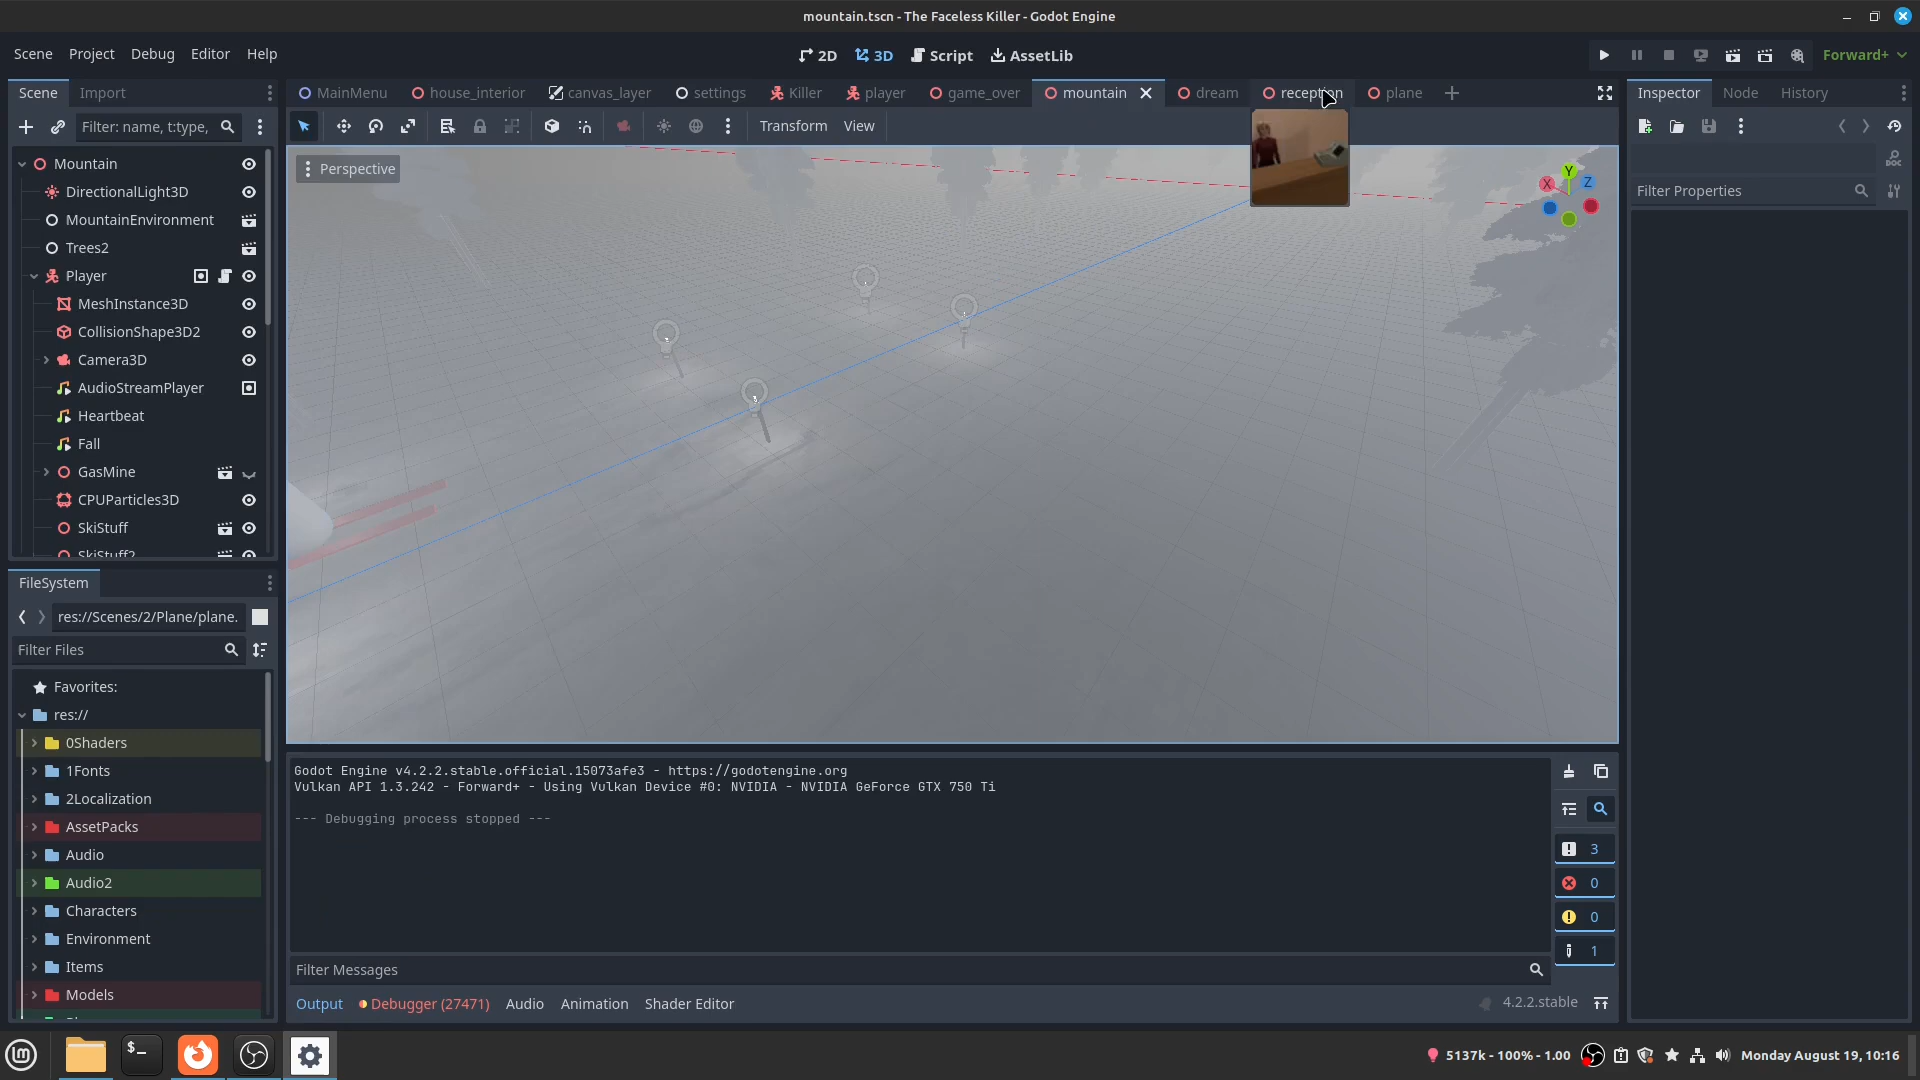 mountain.tscn - The Faceless Killer - Godot Engine
Scene Project Debug Editor Help
2D 3D Script AssetLib
Forward+
Scene Import
MainMenu house_interior canvas_layer settings Killer player game_over mountain dream reception plane
Inspector Node History
Filter: name, t:type,
Transform View
Perspective
Y
X
Z
Filter Properties
Mountain
DirectionalLight3D
MountainEnvironment
Trees2
Player
MeshInstance3D
CollisionShape3D2
Camera3D
AudioStreamPlayer
Heartbeat
Fall
GasMine
CPUParticles3D
SkiStuff
SkiStuff2
FileSystem
res://Scenes/2/Plane/plane.
Filter Files
Favorites:
res://
0Shaders
1Fonts
2Localization
AssetPacks
Audio
Audio2
Characters
Environment
Items
Models
Godot Engine v4.2.2.stable.official.15073afe3 - https://godotengine.org
Vulkan API 1.3.242 - Forward+ - Using Vulkan Device #0: NVIDIA - NVIDIA GeForce GTX 750 Ti
--- Debugging process stopped ---
3
0
0
1
Filter Messages
Output Debugger (27471) Audio Animation Shader Editor
4.2.2.stable
5137k - 100% - 1.00
Monday August 19, 10:16